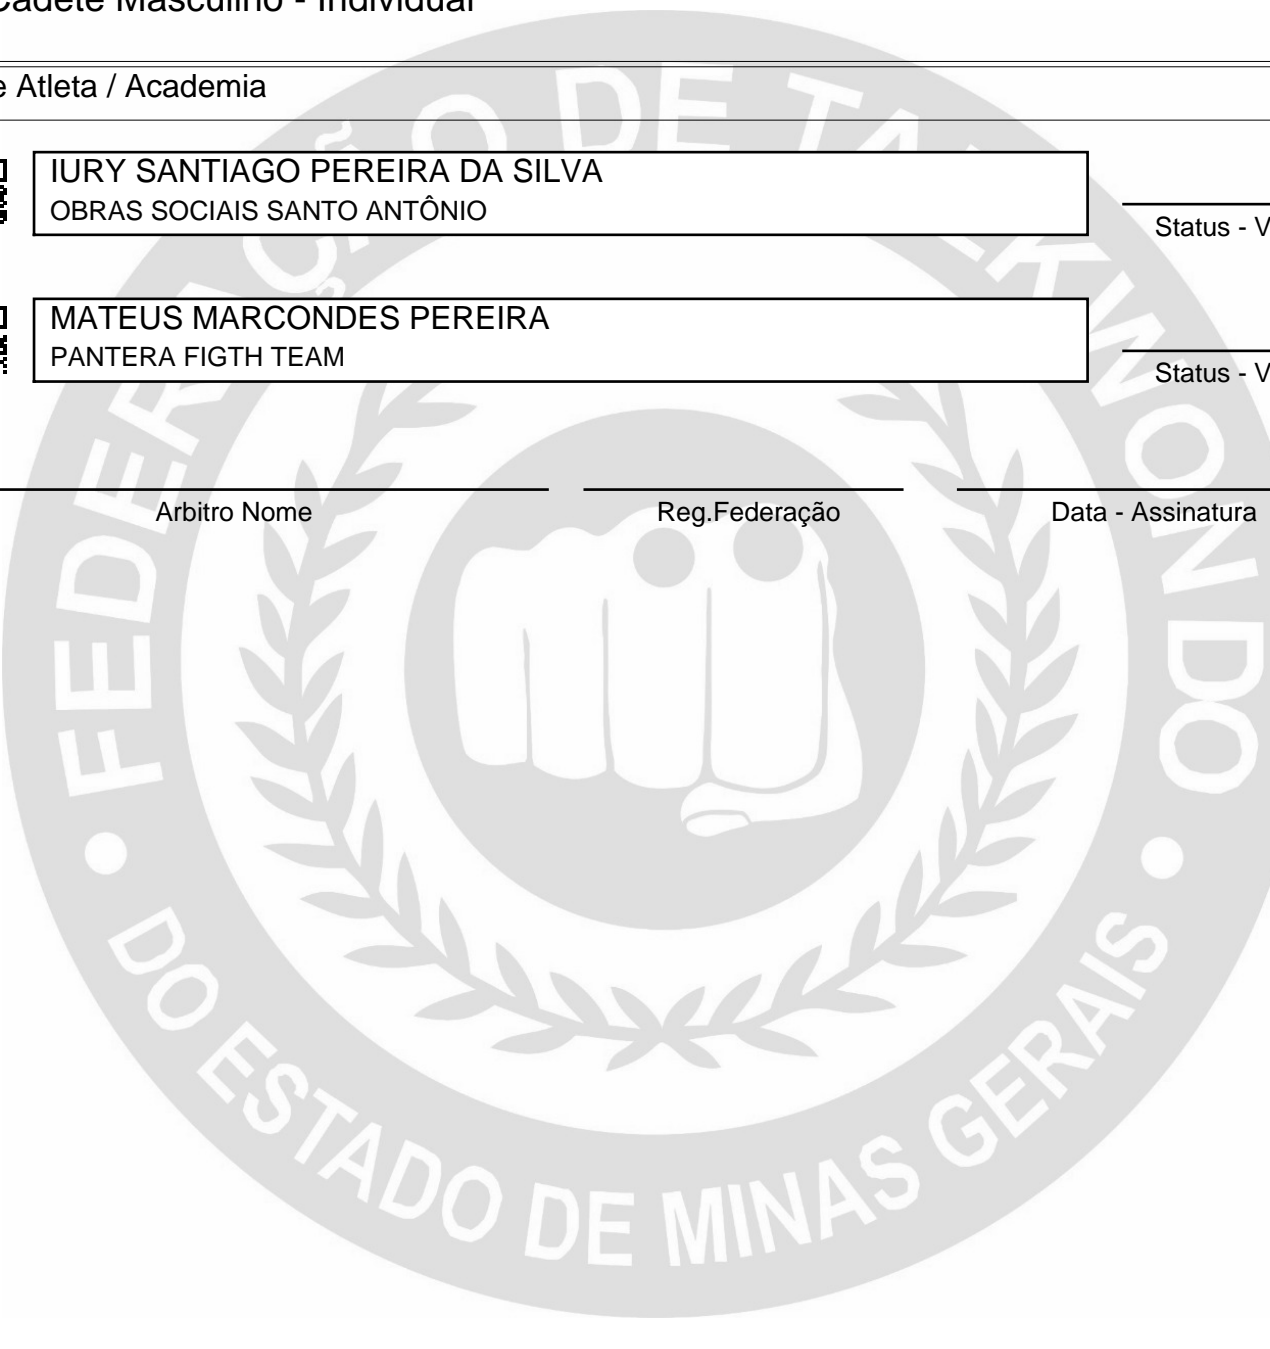 Cadete Masculino - Individual
e Atleta / Academia
IURY SANTIAGO PEREIRA DA SILVA
OBRAS SOCIAIS SANTO ANTÔNIO
Status - V
MATEUS MARCONDES PEREIRA
PANTERA FIGTH TEAM
Status - V
Arbitro Nome
Reg.Federação
Data - Assinatura
FEDERAÇÃO DE TAEKWONDO
DO ESTADO DE MINAS GERAIS